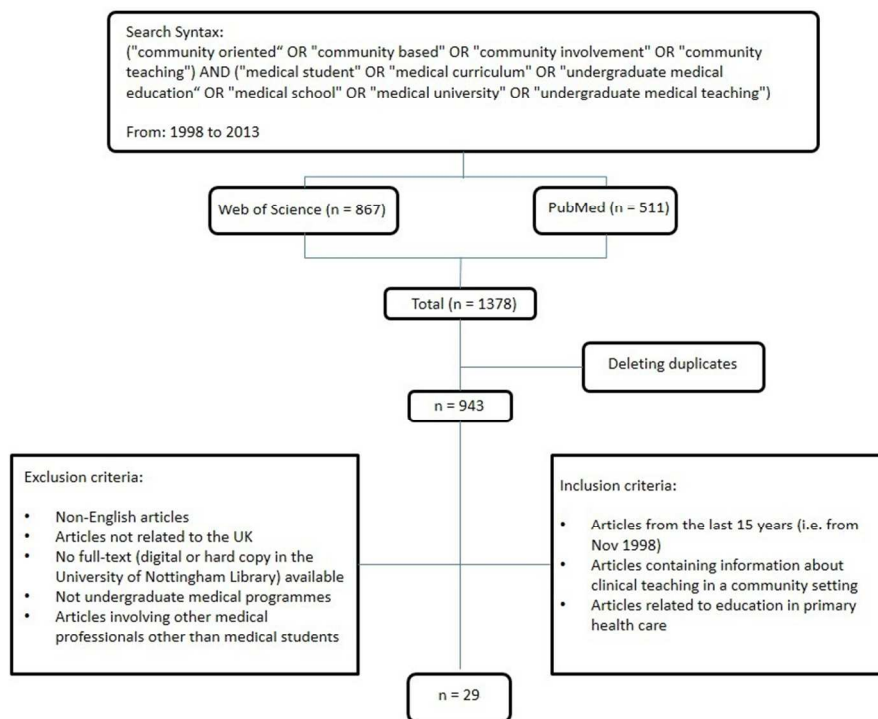 Search Syntax:
("community oriented“ OR "community based" OR "community involvement" OR "community
teaching") AND ("medical student" OR "medical curriculum" OR "undergraduate medical
education“ OR "medical school" OR "medical university" OR "undergraduate medical teaching")
From: 1998 to 2013
Web of Science (n = 867)
PubMed (n = 511)
Total (n = 1378)
Deleting duplicates
n = 943
Exclusion criteria:
• Non-English articles
• Articles not related to the UK
• No full-text (digital or hard copy in the
University of Nottingham Library) available
• Not undergraduate medical programmes
• Articles involving other medical
professionals other than medical students
Inclusion criteria:
• Articles from the last 15 years (i.e. from
Nov 1998)
• Articles containing information about
clinical teaching in a community setting
• Articles related to education in primary
health care
n = 29